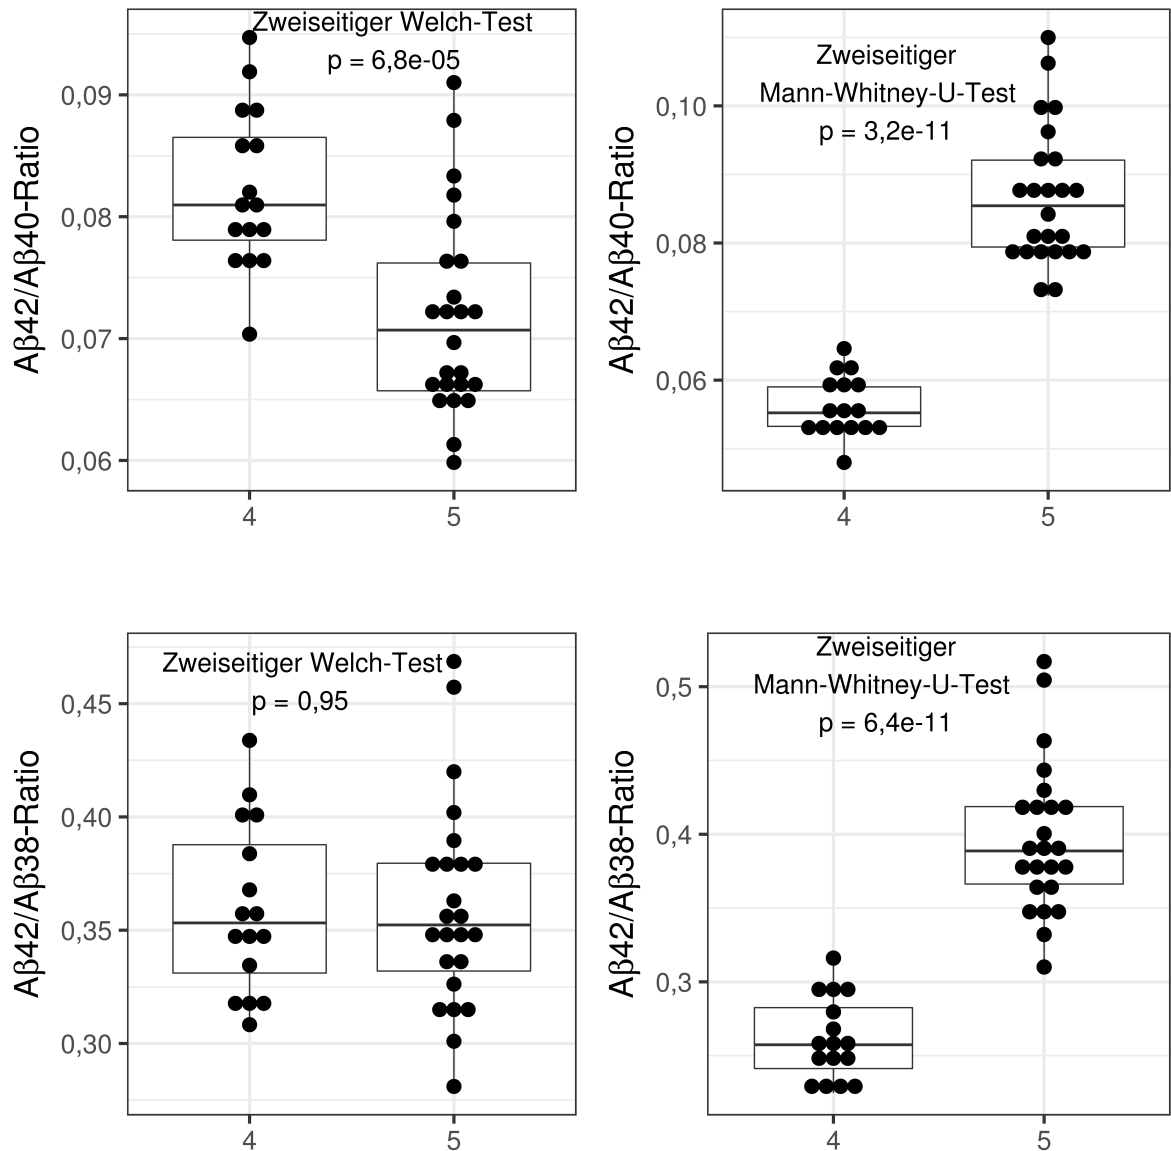 Zweiseitiger Welch-Test
p = 6,8e-05
Aβ42/Aβ40-Ratio
0,09
0,08
0,07
0,06
4 5
Zweiseitiger
Mann-Whitney-U-Test
p = 3,2e-11
Aβ42/Aβ40-Ratio
0,10
0,08
0,06
4 5
Zweiseitiger Welch-Test
p = 0,95
Aβ42/Aβ38-Ratio
0,45
0,40
0,35
0,30
4 5
Zweiseitiger
Mann-Whitney-U-Test
p = 6,4e-11
Aβ42/Aβ38-Ratio
0,5
0,4
0,3
4 5